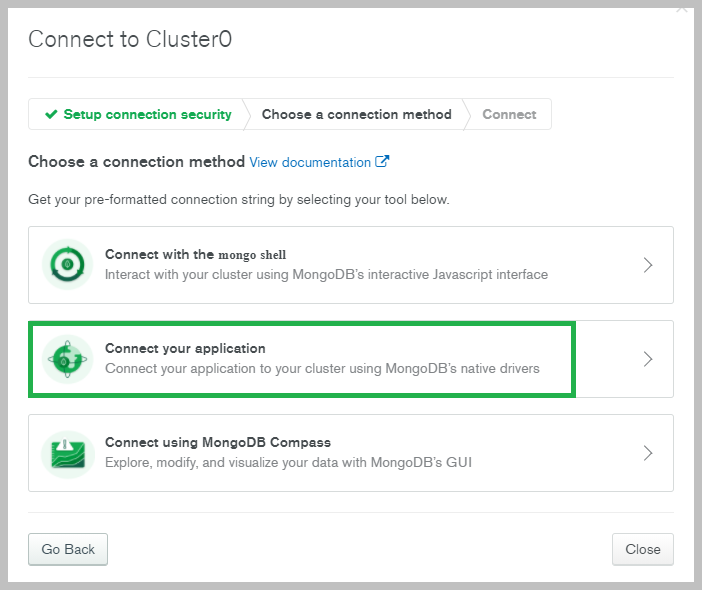 Connect to Cluster0
Setup connection security
Choose a connection method
Connect
Choose a connection method View documentation
Get your pre-formatted connection string by selecting your tool below.
Connect with the mongo shell
Interact with your cluster using MongoDB's interactive Javascript interface
Connect your application
Connect your application to your cluster using MongoDB's native drivers
Connect using MongoDB Compass
Explore, modify, and visualize your data with MongoDB's GUI
Go Back
Close